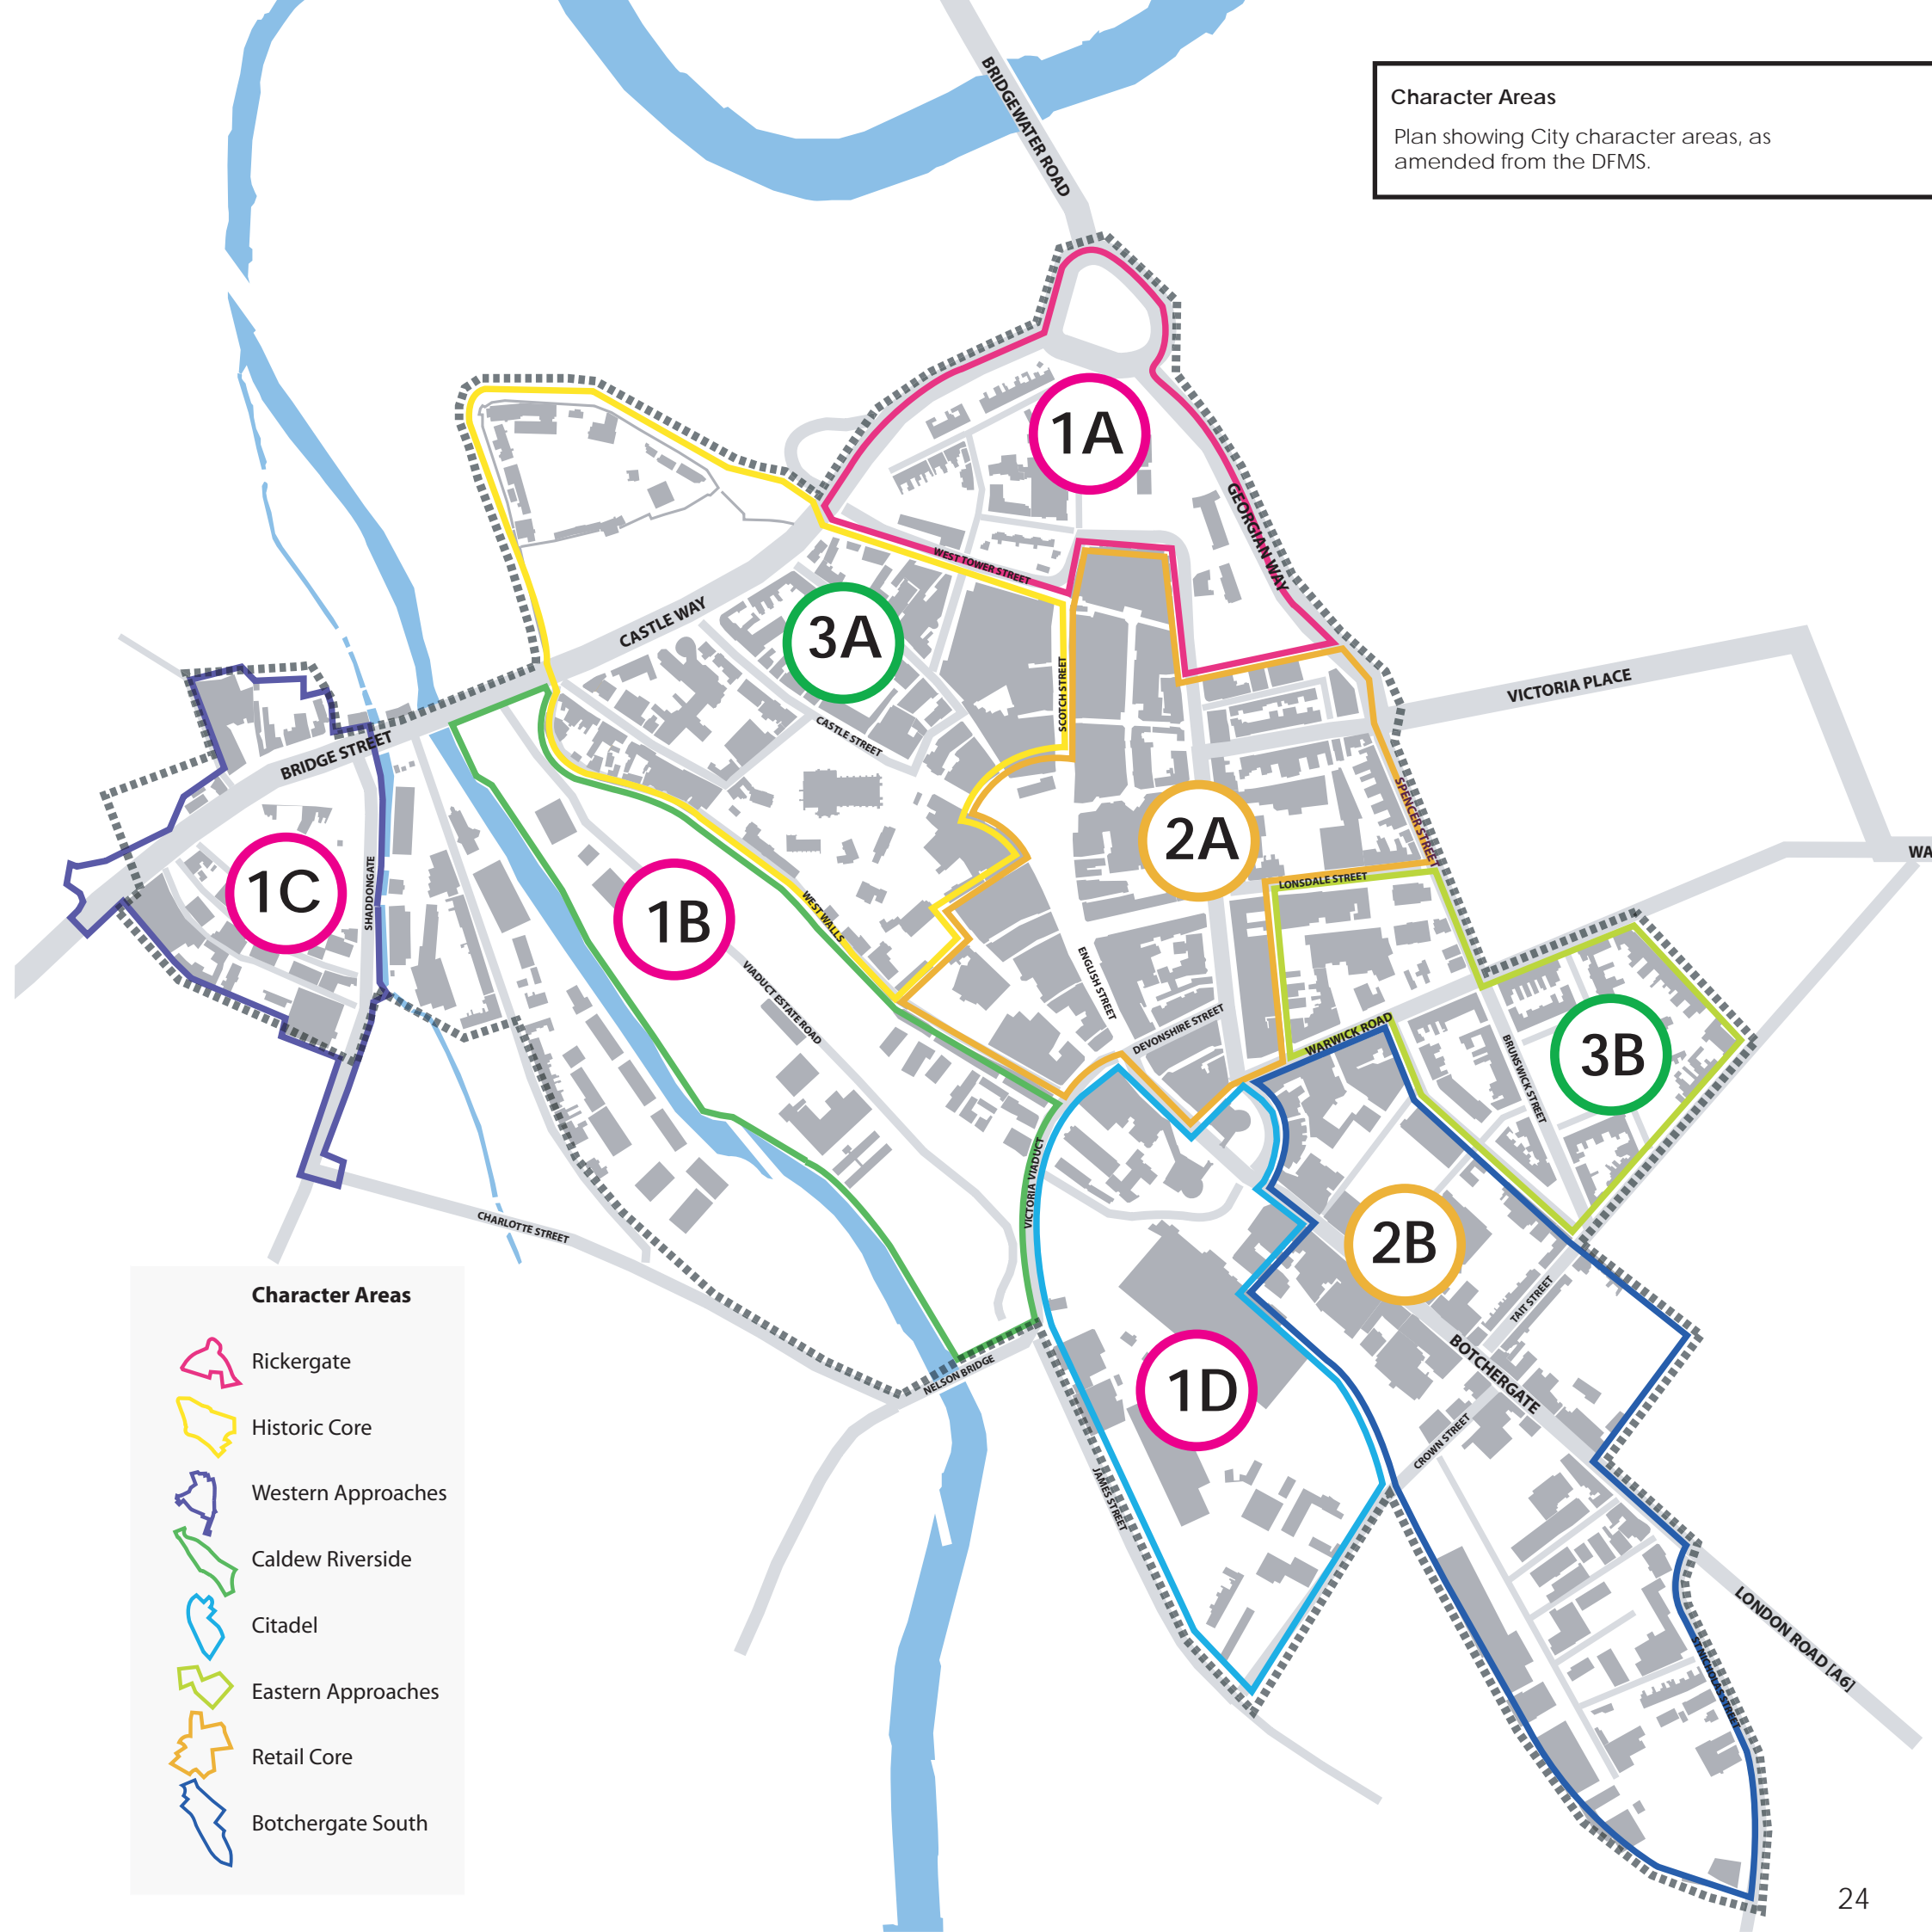 Character Areas
Plan showing City character areas, as
amended from the DFMS.
BRIDGEWATER ROAD
1A
GEORGIAN WAY
WEST TOWER STREET
CASTLE WAY
3A
SCOTCH STREET
VICTORIA PLACE
CASTLE STREET
BRIDGE STREET
SPENCER STREET
2A
WA
1C
SHADDONGATE
1B
LONSDALE STREET
WEST WALLS
ENGLISH STREET
VIADUCT ESTATE ROAD
DEVONSHIRE STREET
WARWICK ROAD
BRUNSWICK STREET
3B
VICTORIA VIADUCT
CHARLOTTE STREET
2B
TAIT STREET
NELSON BRIDGE
BOTCHERGATE
1D
CROWN STREET
JAMES STREET
LONDON ROAD [A6]
ST NICHOLAS STREET
Character Areas
Rickergate
Historic Core
Western Approaches
Caldew Riverside
Citadel
Eastern Approaches
Retail Core
Botchergate South
24